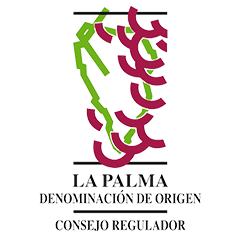 LA PALMA
DENOMINACIÓN DE ORIGEN
CONSEJO REGULADOR